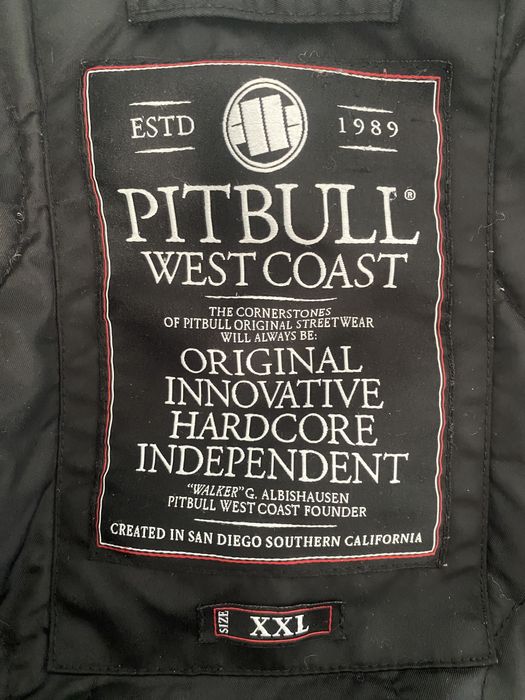 ESTD 1989
PITBULL®
WEST COAST
THE CORNERSTONES
OF PITBULL ORIGINAL STREETWEAR
WILL ALWAYS BE:
ORIGINAL
INNOVATIVE
HARDCORE
INDEPENDENT
"WALKER" G. ALBISHAUSEN
PITBULL WEST COAST FOUNDER
CREATED IN SAN DIEGO SOUTHERN CALIFORNIA
SIZE XXL